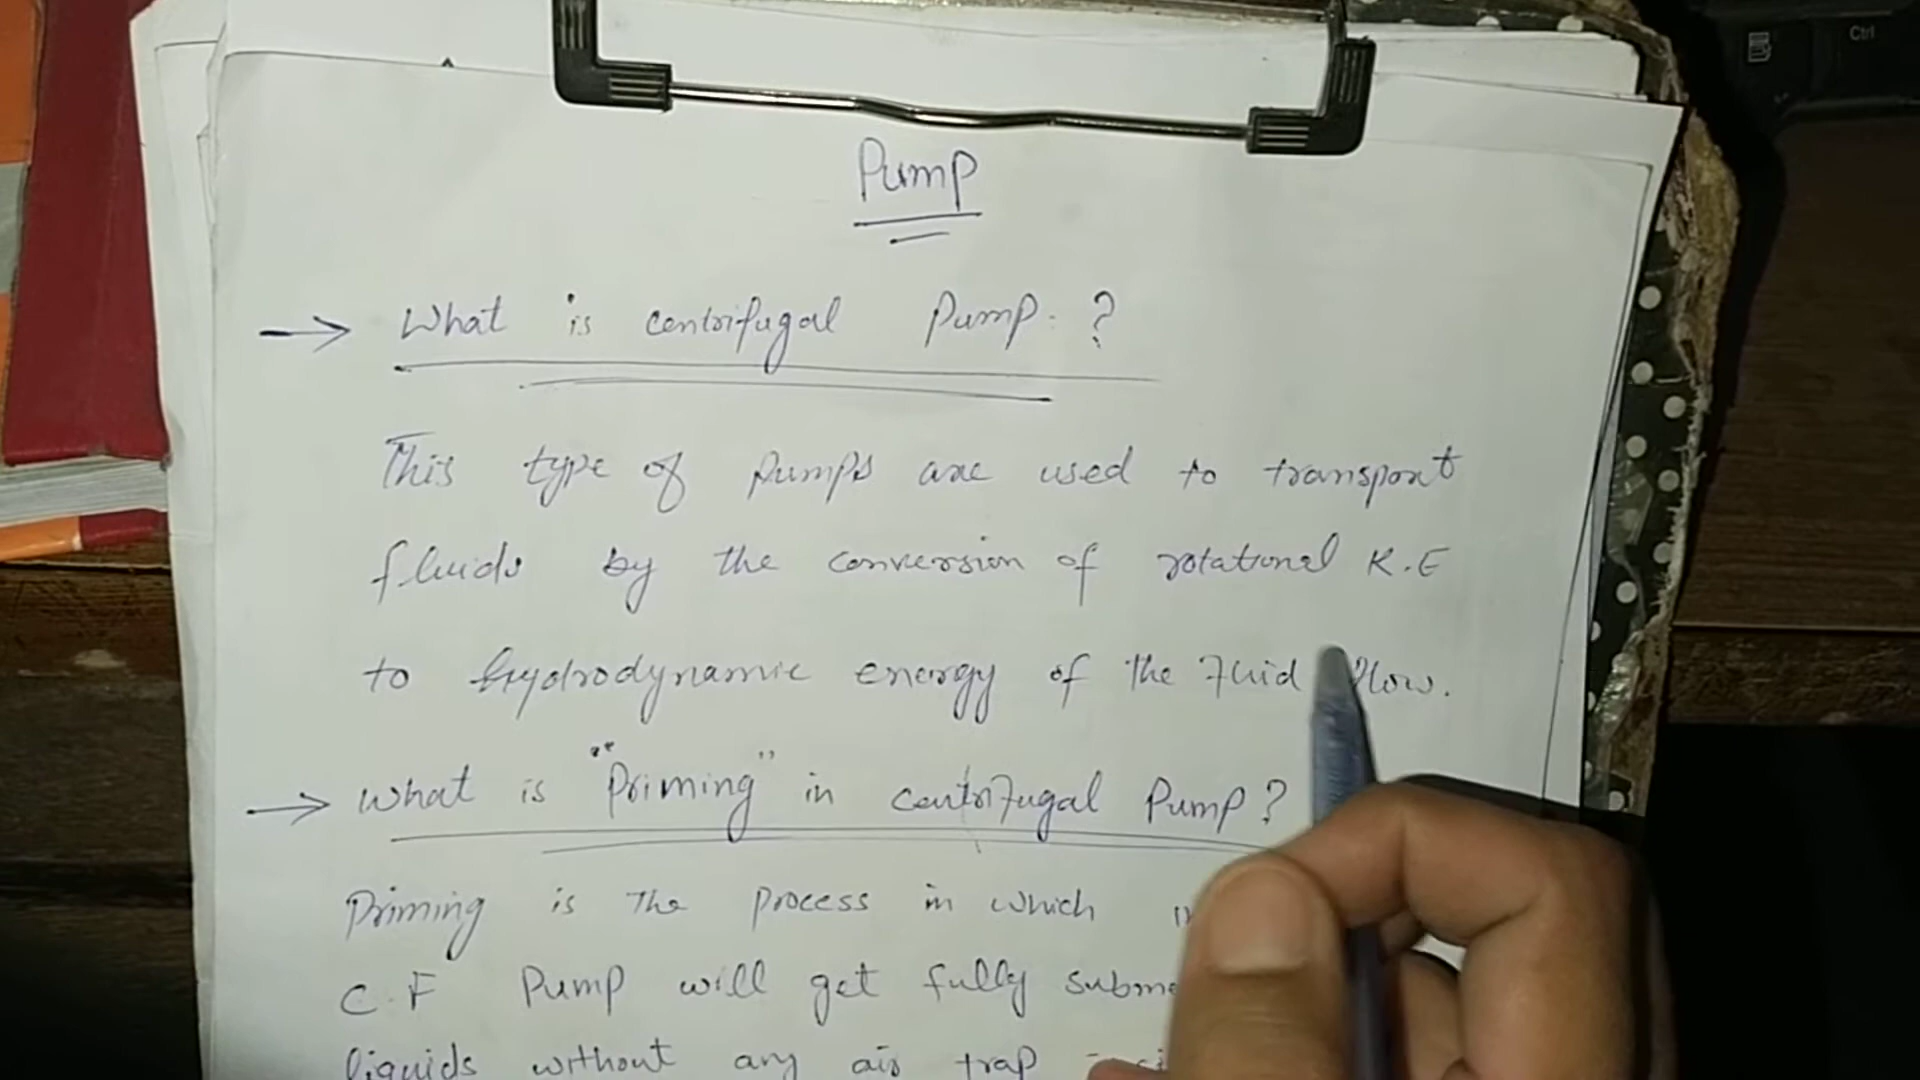 Ctrl
Pump
→ What is centrifugal Pump. ?
This type of Pumps are used to transport
fluids by the conversion of rotational K.E
to hydrodynamic energy of the fluid flow.
→ What is "Priming" in centrifugal Pump?
Priming is the process in which
C.F Pump will get fully
liquids without any air trap